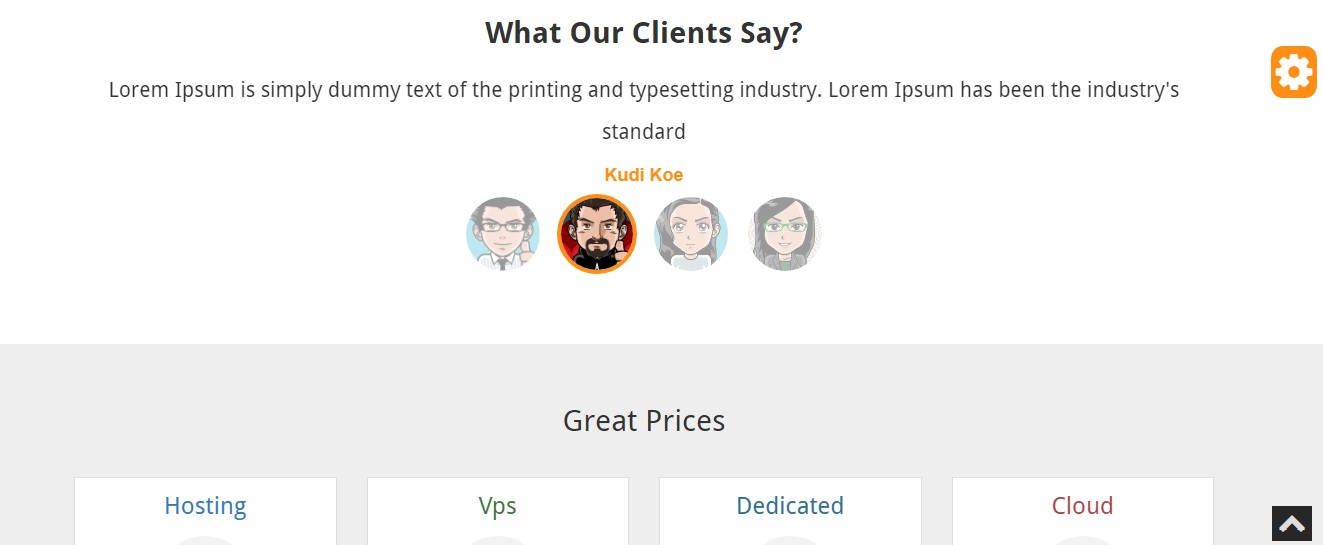 What Our Clients Say?
Lorem Ipsum is simply dummy text of the printing and typesetting industry. Lorem Ipsum has been the industry's
standard
Kudi Koe
Great Prices
Hosting
Vps
Dedicated
Cloud